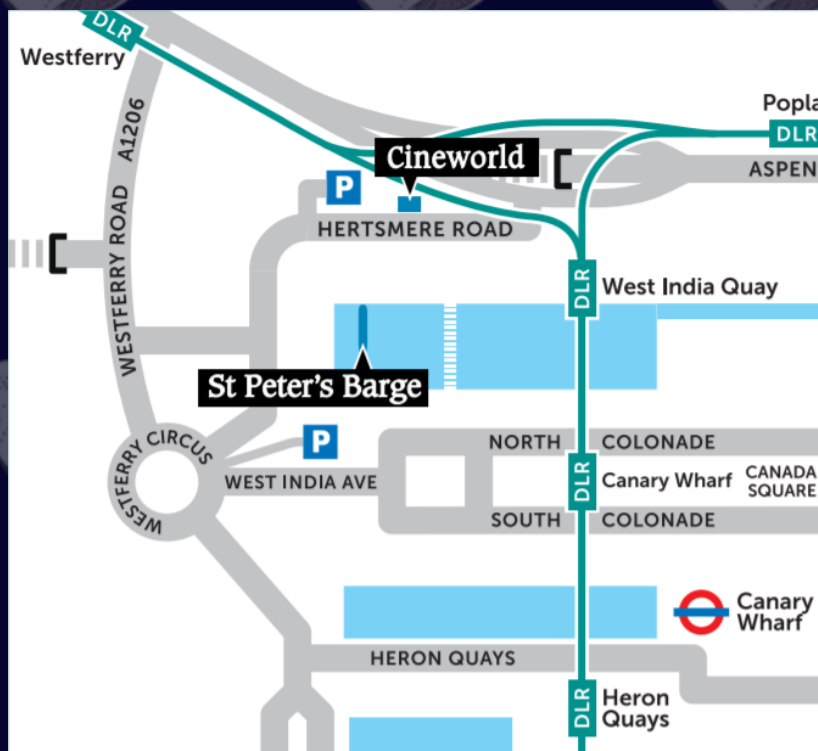 DLR
Westferry
Popla
DLR
A1206
Cineworld
ASPEN
P
HERTSMERE ROAD
WESTFERRY ROAD
DLR
West India Quay
St Peter's Barge
P
NORTH COLONADE
WESTFERRY CIRCUS
WEST INDIA AVE
DLR
Canary Wharf
CANADA
SQUARE
SOUTH COLONADE
Canary
Wharf
HERON QUAYS
DLR
Heron
Quays